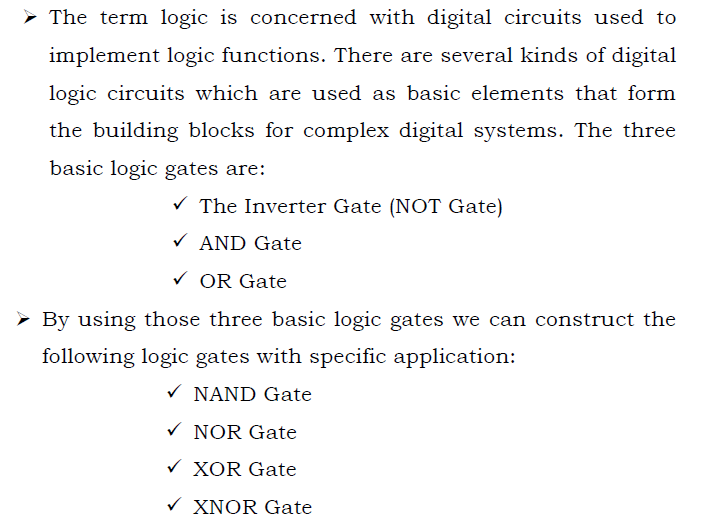 ➢ The term logic is concerned with digital circuits used to
implement logic functions. There are several kinds of digital
logic circuits which are used as basic elements that form
the building blocks for complex digital systems. The three
basic logic gates are:
✓ The Inverter Gate (NOT Gate)
✓ AND Gate
✓ OR Gate
➢ By using those three basic logic gates we can construct the
following logic gates with specific application:
✓ NAND Gate
✓ NOR Gate
✓ XOR Gate
✓ XNOR Gate